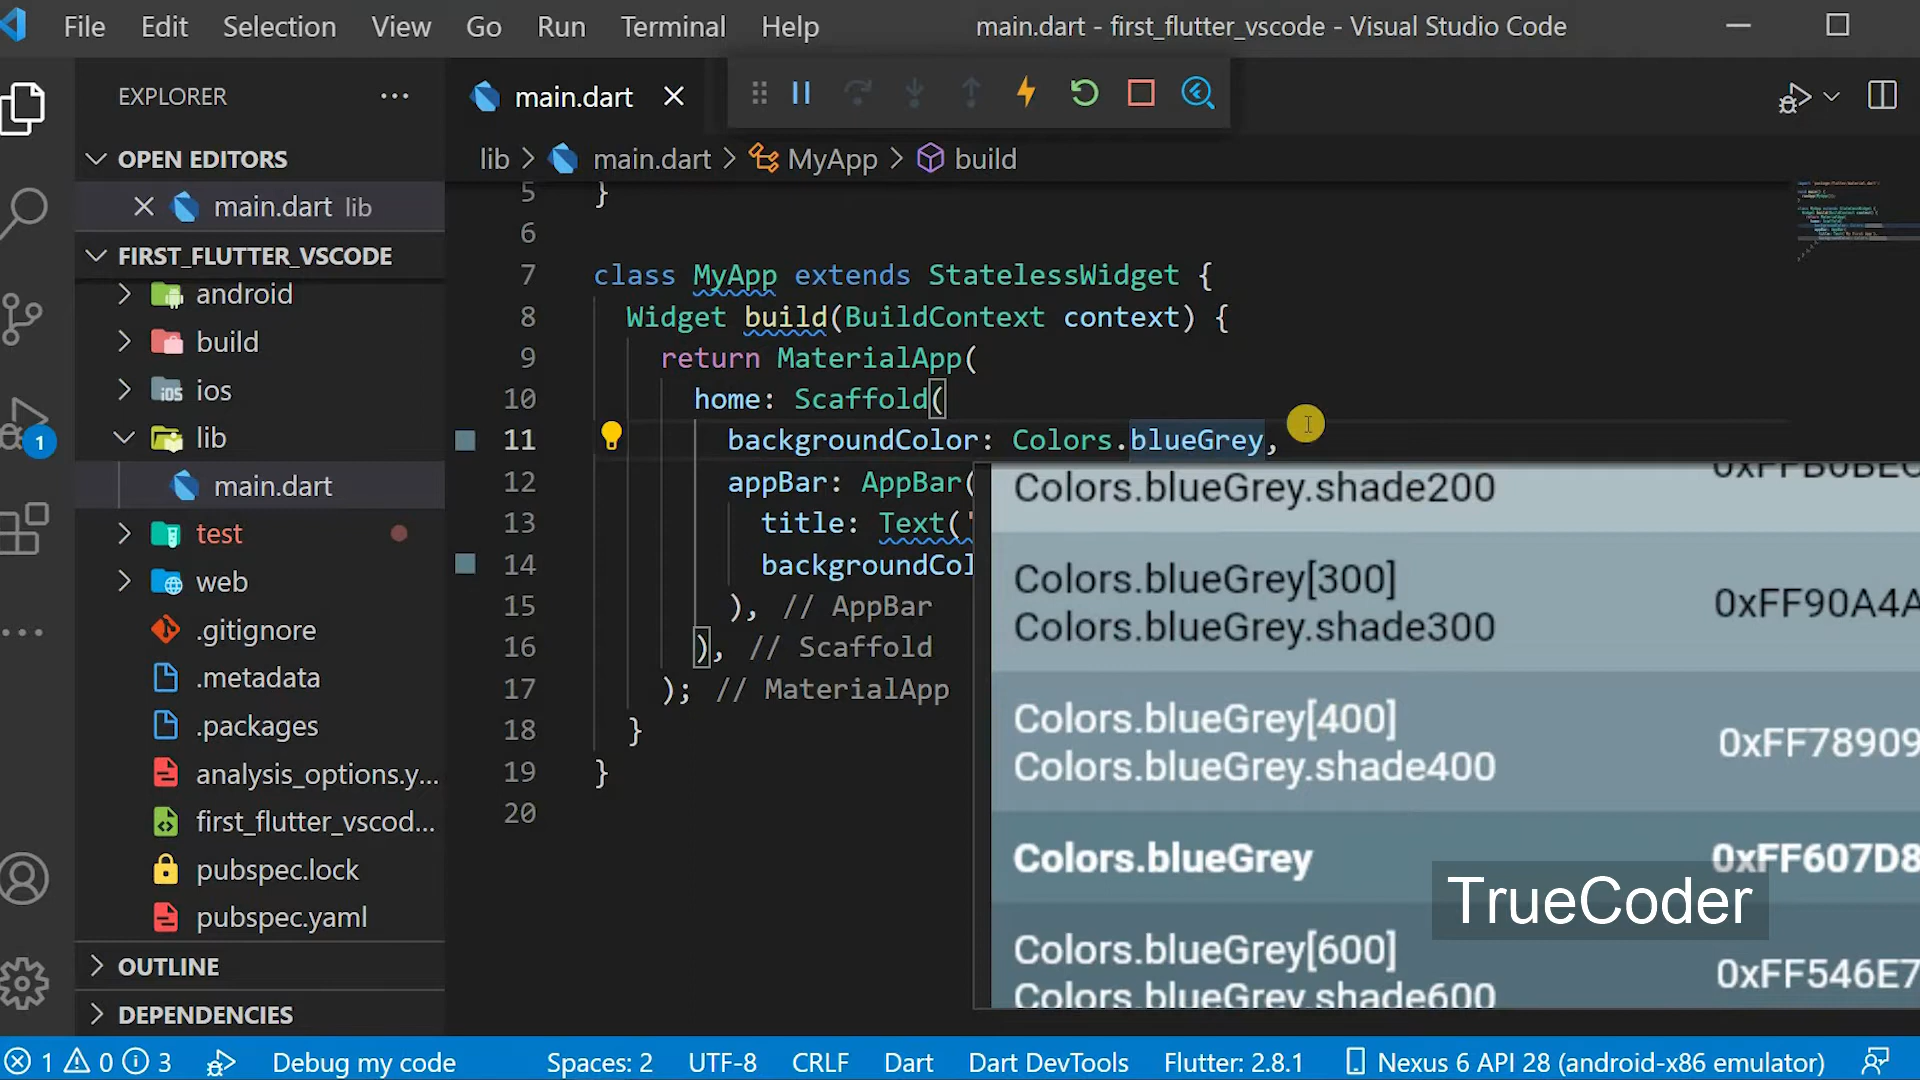 File Edit Selection View Go Run Terminal Help main.dart - first_flutter_vscode - Visual Studio Code
EXPLORER
main.dart
OPEN EDITORS
main.dart lib
FIRST_FLUTTER_VSCODE
android
build
ios
lib
main.dart
test
web
.gitignore
.metadata
.packages
analysis_options.y...
first_flutter_vscod...
pubspec.lock
pubspec.yaml
OUTLINE
DEPENDENCIES
1
lib > main.dart > MyApp > build
5 }
6
7 class MyApp extends StatelessWidget {
8 Widget build(BuildContext context) {
9 return MaterialApp(
10 home: Scaffold(
11 backgroundColor: Colors.blueGrey,
12 appBar: AppBar(
13 title: Text('
14 backgroundCol
15 ), // AppBar
16 ), // Scaffold
17 ); // MaterialApp
18 }
19 }
20
Colors.blueGrey.shade200
Colors.blueGrey[300] 0xFF90A4A
Colors.blueGrey.shade300
Colors.blueGrey[400] 0xFF78909
Colors.blueGrey.shade400
Colors.blueGrey 0xFF607D8
TrueCoder
Colors.blueGrey[600] 0xFF546E7
Colors.blueGrey.shade600
1 0 3 Debug my code Spaces: 2 UTF-8 CRLF Dart Dart DevTools Flutter: 2.8.1 Nexus 6 API 28 (android-x86 emulator)